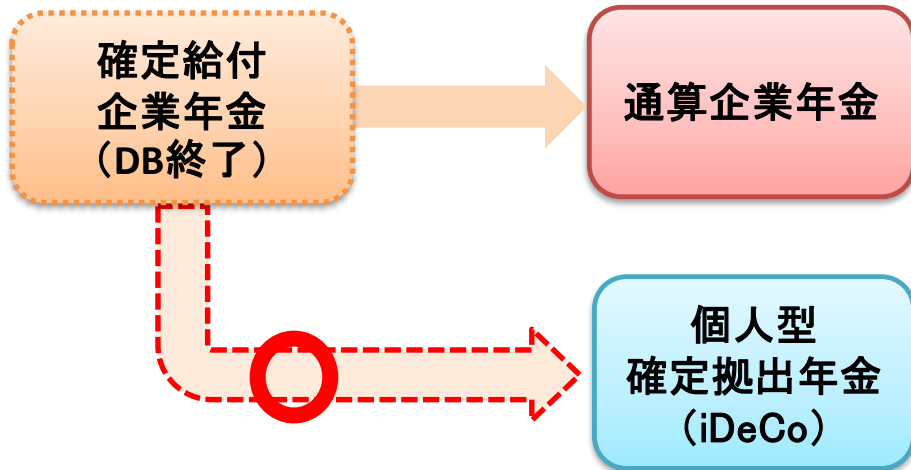 確定給付
企業年金
（DB終了）
通算企業年金
個人型
確定拠出年金
（iDeCo）